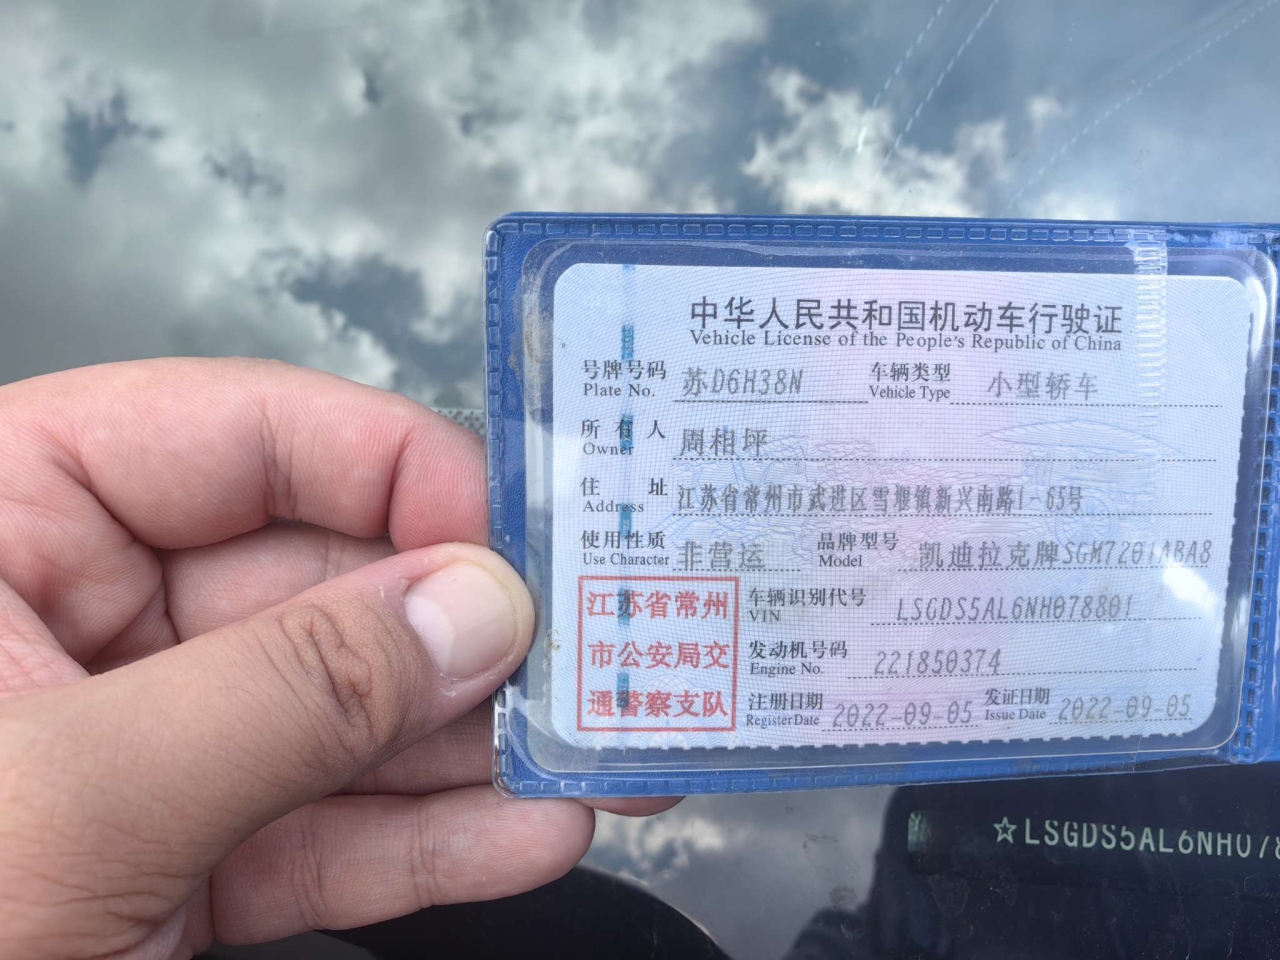 中华人民共和国机动车行驶证
Vehicle License of the People's Republic of China
号牌号码 苏D6H38N 车辆类型 小型轿车
Plate No. Vehicle Type
所有人 周相坪
Owner
住址 江苏省常州市武进区雪堰镇新兴南路1-65号
Address
使用性质 非营运 品牌型号 凯迪拉克牌SGM7201ABA8
Use Character Model
江苏省常州
市公安局交
通警察支队
车辆识别代号 LSGDS5AL6NH078801
VIN
发动机号码 221850374
Engine No.
注册日期 2022-09-05 发证日期 2022-09-05
Register Date Issue Date
☆LSGDS5AL6NH078